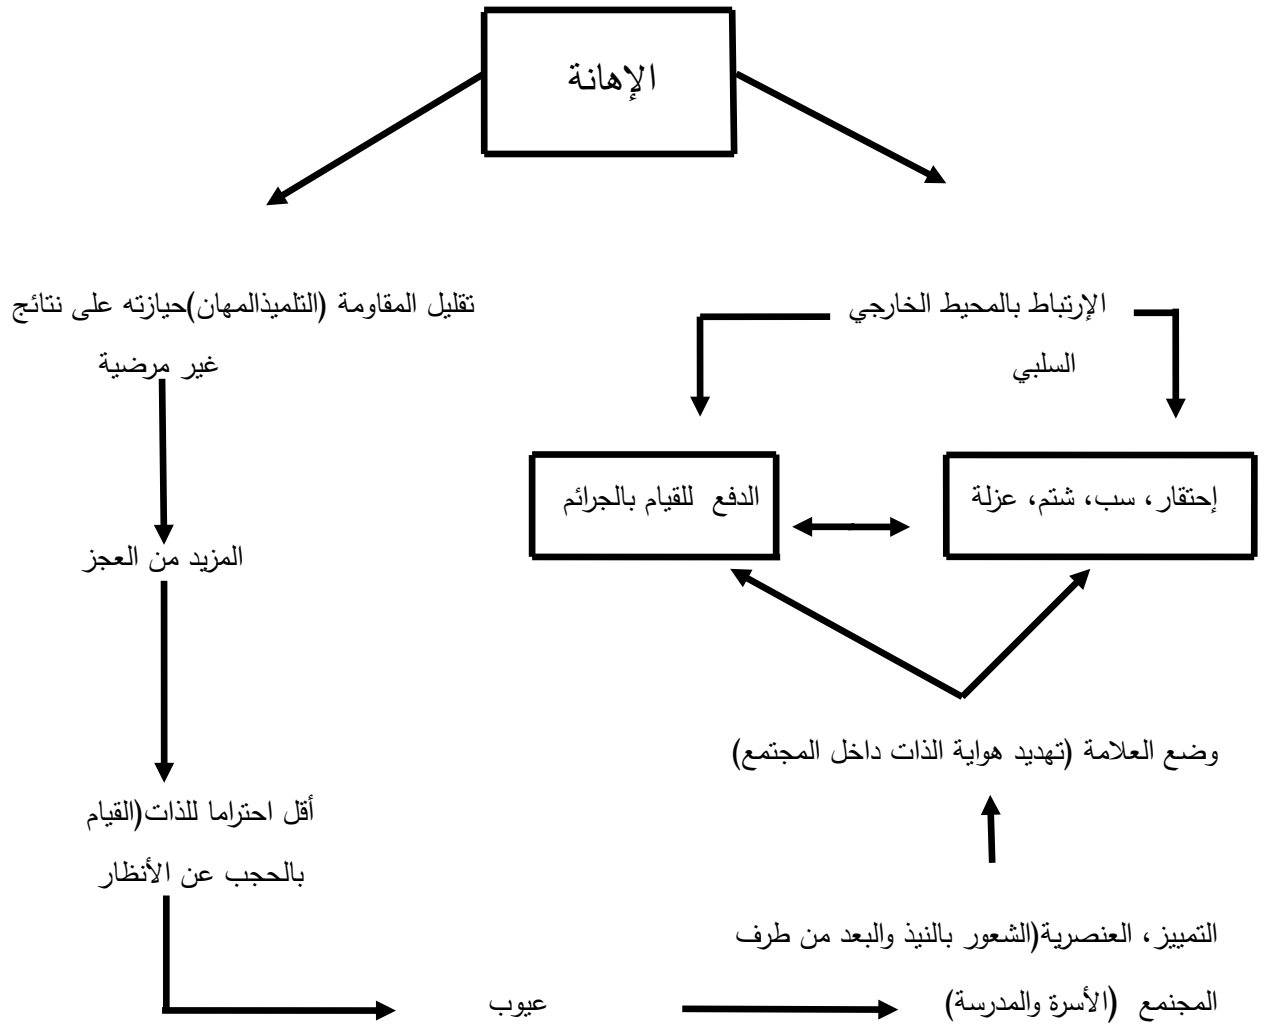 الإهانة
الإرتباط بالمحيط الخارجي
السلبي
تقليل المقاومة (التلميذالمهان)حيازته على نتائج
غير مرضية
إحتقار، سب، شتم، عزلة
الدفع للقيام بالجرائم
المزيد من العجز
وضع العلامة (تهديد هواية الذات داخل المجتمع)
أقل احتراما للذات(القيام
بالحجب عن الأنظار
التمييز، العنصرية(الشعور بالنيذ والبعد من طرف
المجنمع (الأسرة والمدرسة)
عيوب